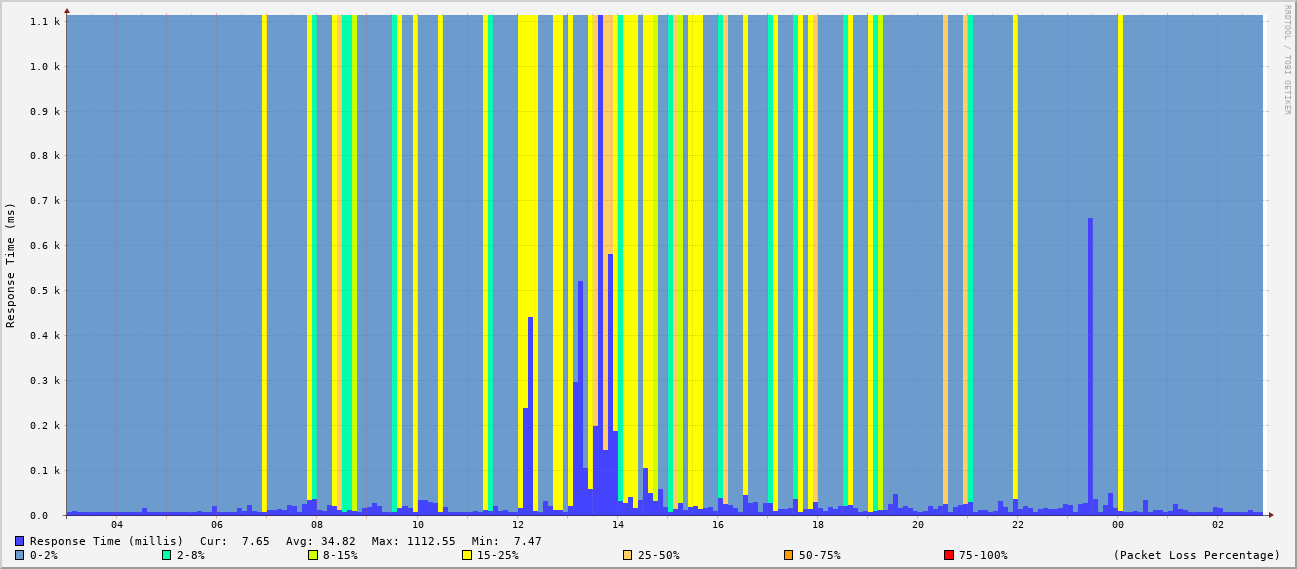 1.1 k
1.0 k
0.9 k
0.8 k
0.7 k
0.6 k
0.5 k
0.4 k
0.3 k
0.2 k
0.1 k
0.0
Response Time (ms)
RRDTOOL / TOBI OETIKER
04 06 08 10 12 14 16 18 20 22 00 02
Response Time (millis) Cur: 7.65 Avg: 34.82 Max: 1112.55 Min: 7.47
0-2% 2-8% 8-15% 15-25% 25-50% 50-75% 75-100% (Packet Loss Percentage)